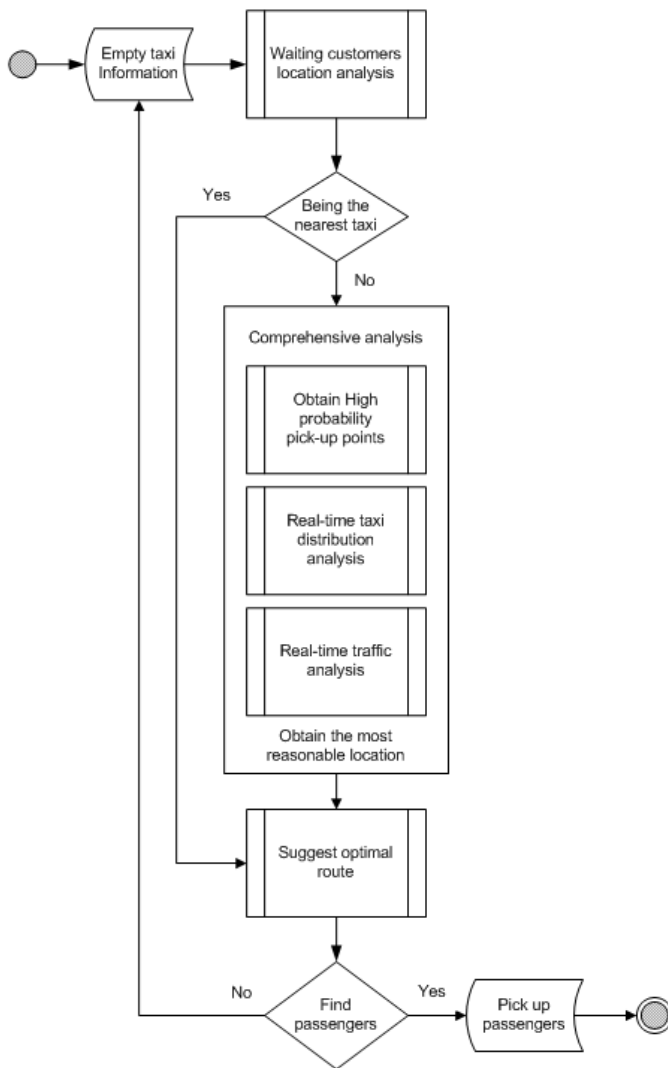 Empty taxi
Information
Waiting customers
location analysis
Yes
Being the
nearest taxi
No
Comprehensive analysis
Obtain High
probability
pick-up points
Real-time taxi
distribution
analysis
Real-time traffic
analysis
Obtain the most
reasonable location
Suggest optimal
route
No
Find
passengers
Yes
Pick up
passengers